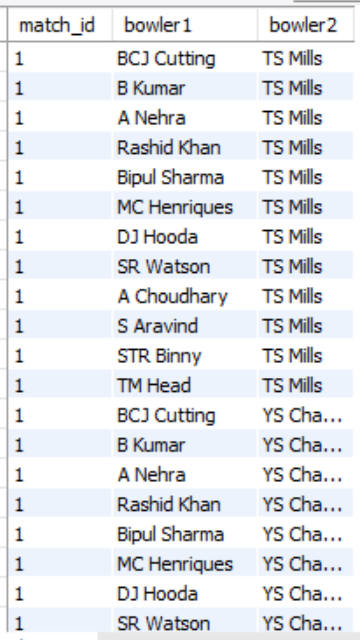 match_id bowler1 bowler2
1 BCJ Cutting TS Mills
1 B Kumar TS Mills
1 A Nehra TS Mills
1 Rashid Khan TS Mills
1 Bipul Sharma TS Mills
1 MC Henriques TS Mills
1 DJ Hooda TS Mills
1 SR Watson TS Mills
1 A Choudhary TS Mills
1 S Aravind TS Mills
1 STR Binny TS Mills
1 TM Head TS Mills
1 BCJ Cutting YS Cha...
1 B Kumar YS Cha...
1 A Nehra YS Cha...
1 Rashid Khan YS Cha...
1 Bipul Sharma YS Cha...
1 MC Henriques YS Cha...
1 DJ Hooda YS Cha...
1 SR Watson YS Cha...